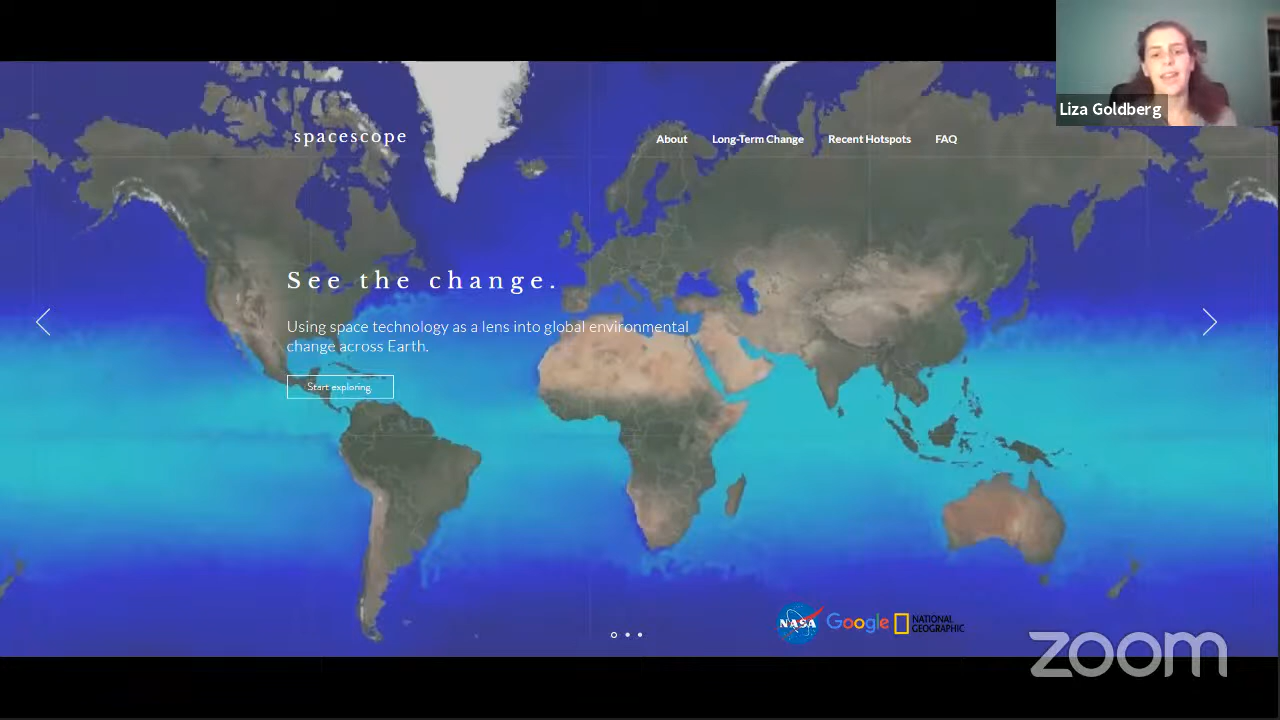 Liza Goldberg
spacescope
About Long-Term Change Recent Hotspots FAQ
See the change.
Using space technology as a lens into global environmental
change across Earth.
Start exploring.
NASA Google NATIONAL
GEOGRAPHIC
zoom